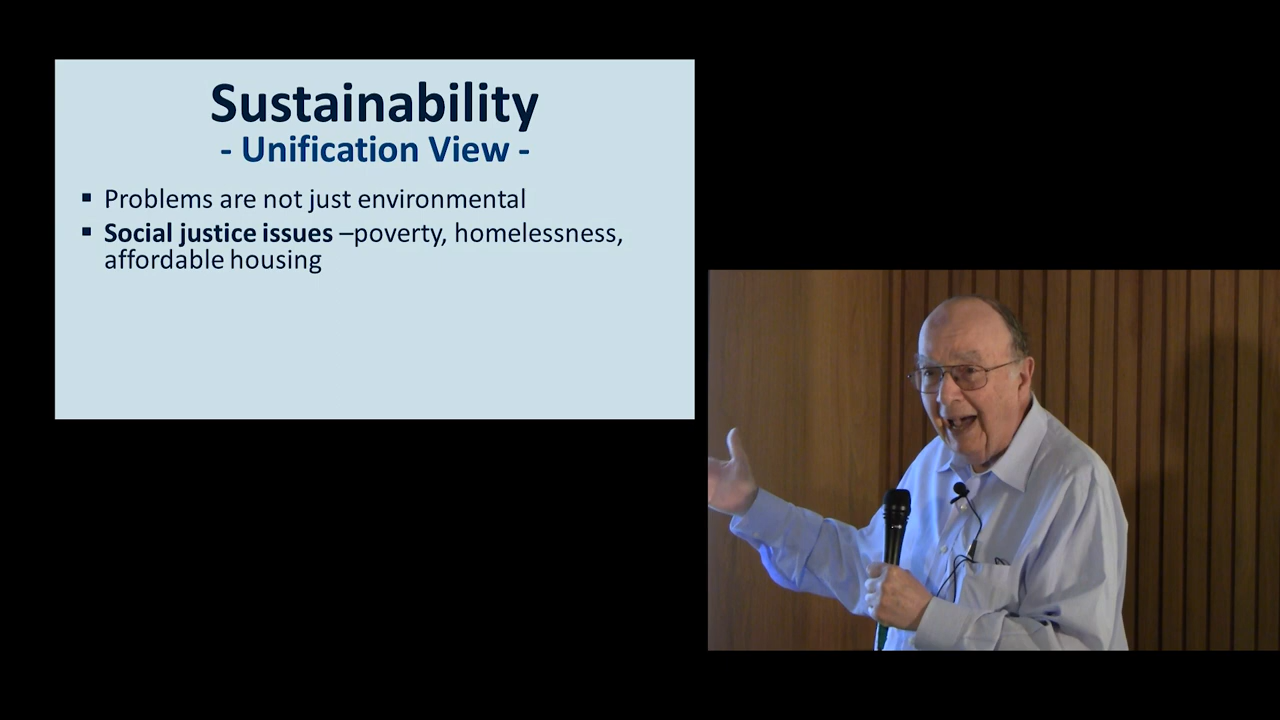 Sustainability
- Unification View -
▪ Problems are not just environmental
▪ Social justice issues –poverty, homelessness,
affordable housing